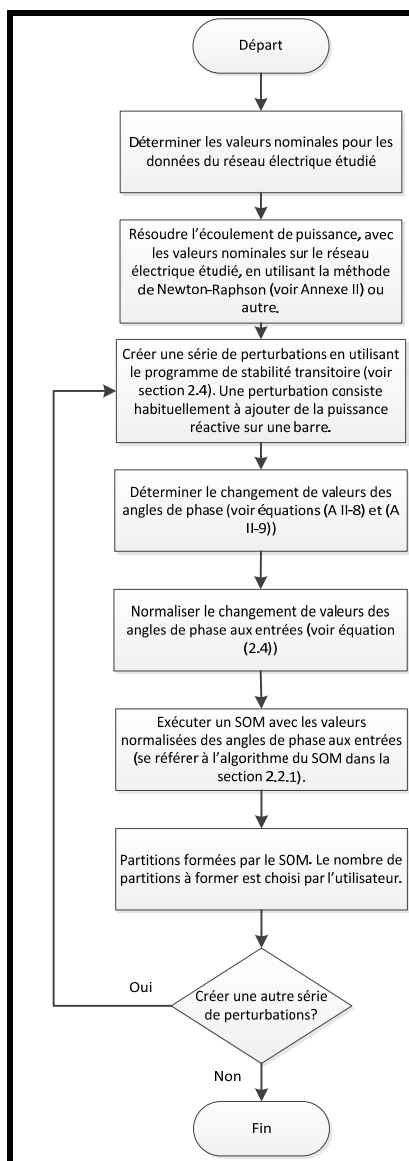 Départ
Déterminer les valeurs nominales pour les
données du réseau électrique étudié
Résoudre l'écoulement de puissance, avec
les valeurs nominales sur le réseau
électrique étudié, en utilisant la méthode
de Newton-Raphson (voir Annexe II) ou
autre.
Créer une série de perturbations en utilisant
le programme de stabilité transitoire (voir
section 2.4). Une perturbation consiste
habituellement à ajouter de la puissance
réactive sur une barre.
Déterminer le changement de valeurs des
angles de phase (voir équations (A II-8) et (A
II-9))
Normaliser le changement de valeurs des
angles de phase aux entrées (voir équation
(2.4))
Exécuter un SOM avec les valeurs
normalisées des angles de phase aux entrées
(se référer à l'algorithme du SOM dans la
section 2.2.1).
Partitions formées par le SOM. Le nombre de
partitions à former est choisi par l'utilisateur.
Oui
Créer une autre série
de perturbations?
Non
Fin